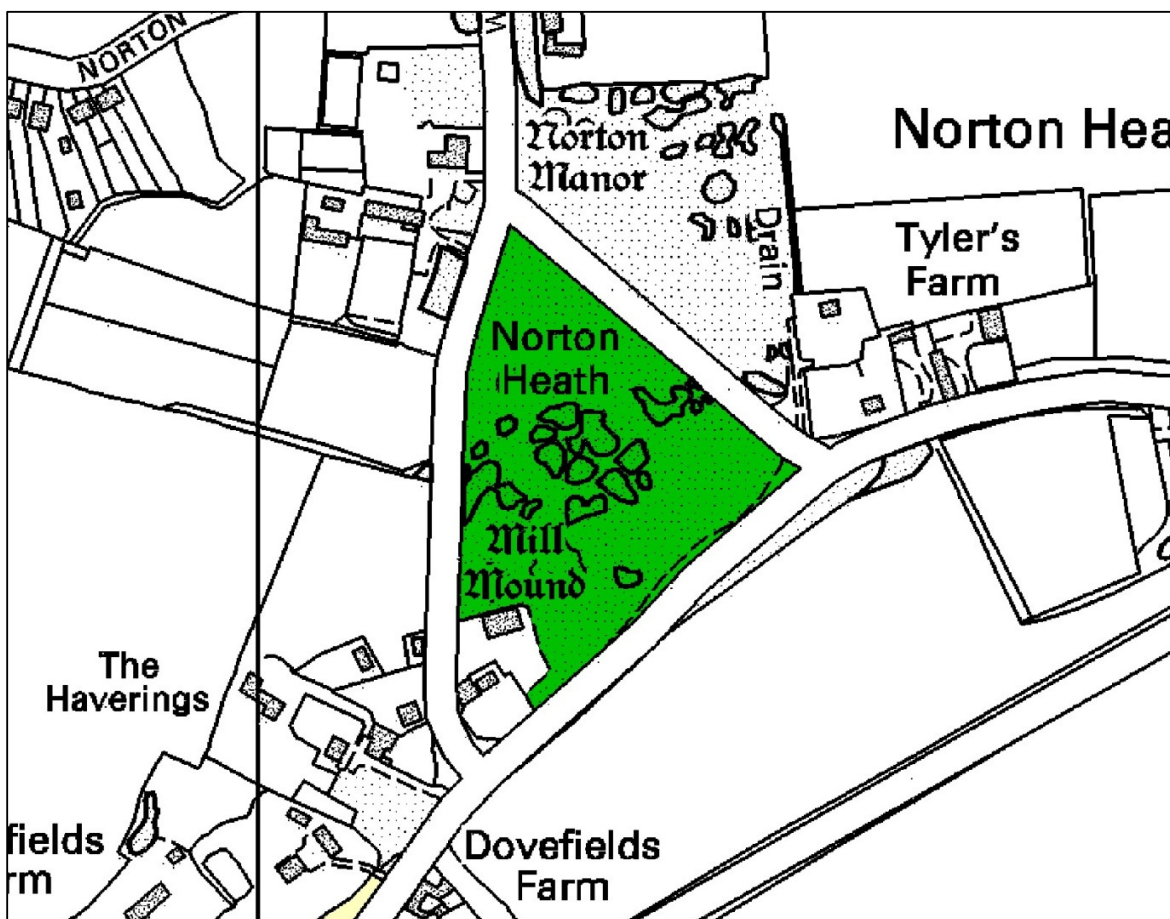 NORTON
Norton
Manor
Norton Hea
Drain
Tyler's
Farm
Norton
Heath
Mill
Mound
The
Haverings
fields
rm
Dovefields
Farm